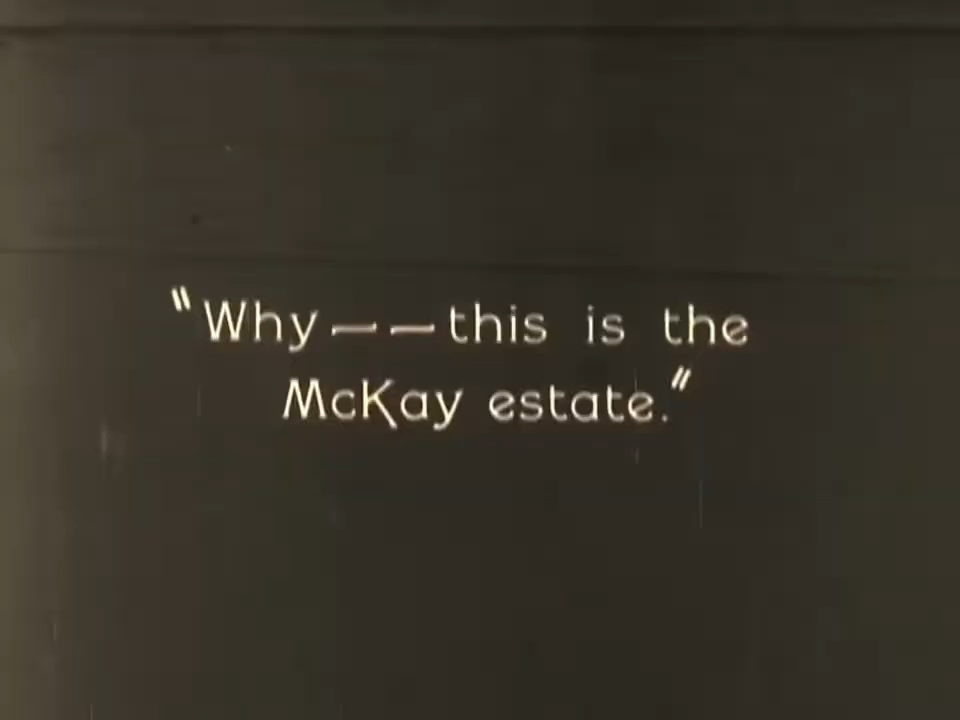 "Why — — this is the
McKay estate."